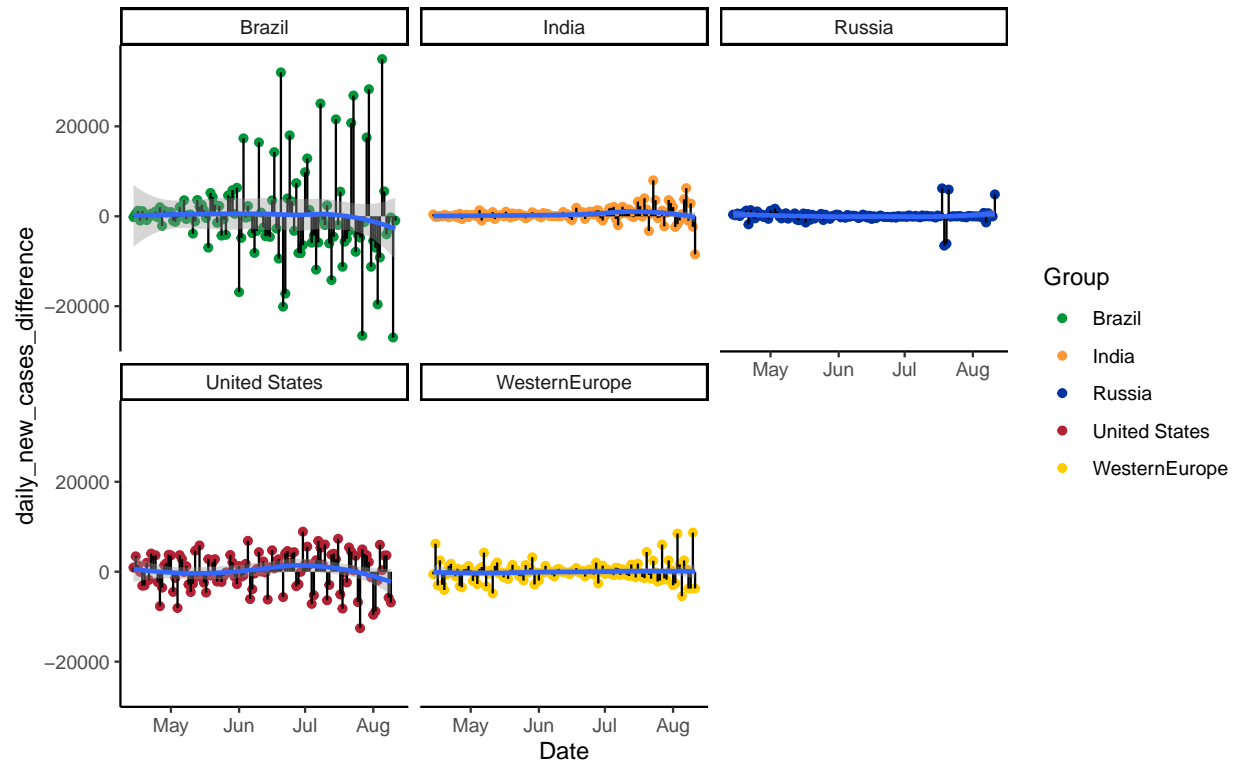 Brazil
India
Russia
20000
0
−20000
May
Jun
Jul
Aug
United States
WesternEurope
20000
0
−20000
May
Jun
Jul
Aug
May
Jun
Jul
Aug
Date
daily_new_cases_difference
Group
Brazil
India
Russia
United States
WesternEurope